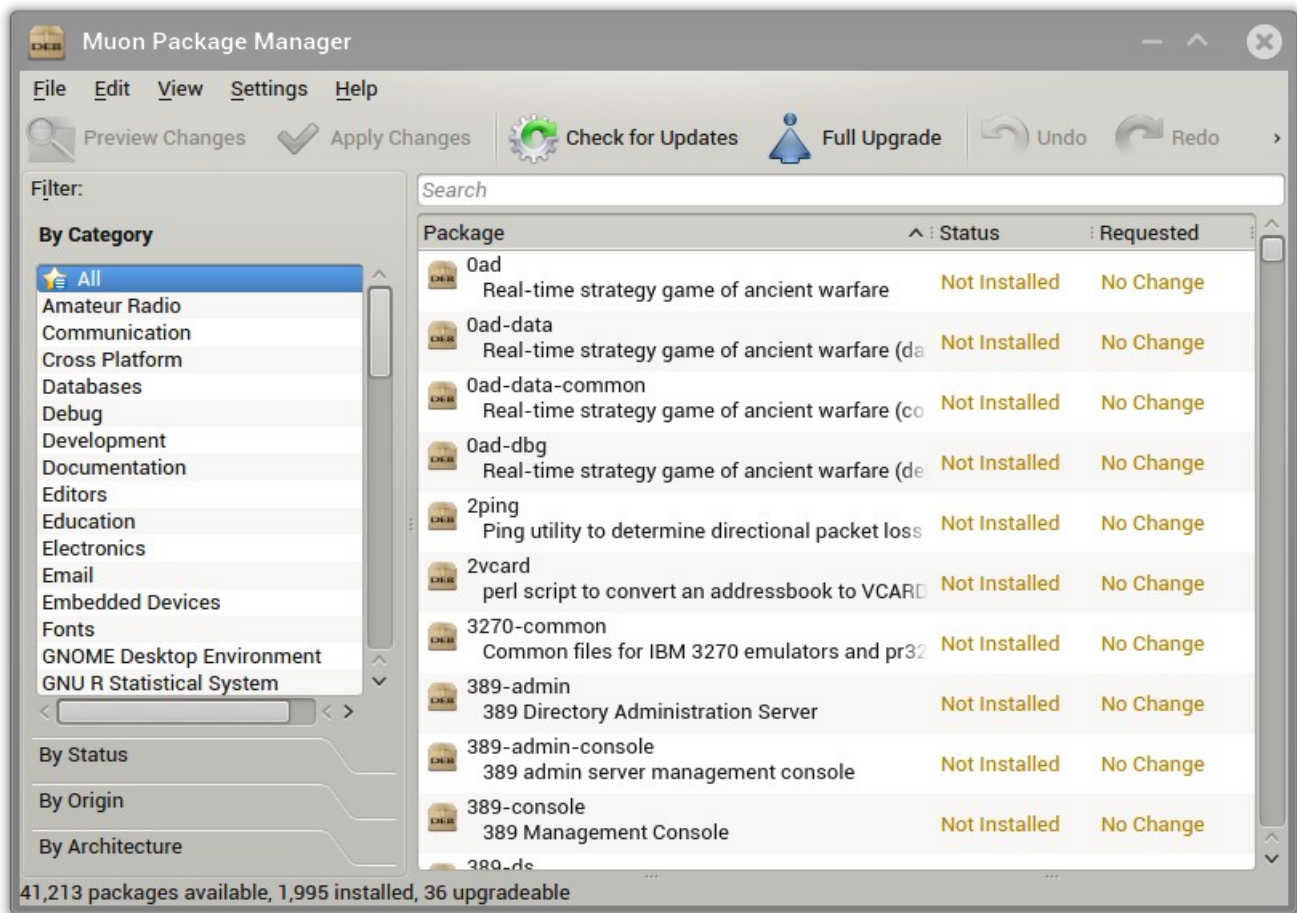 Muon Package Manager
File Edit View Settings Help
Preview Changes Apply Changes Check for Updates Full Upgrade Undo Redo
Filter:
Search
By Category
All
Amateur Radio
Communication
Cross Platform
Databases
Debug
Development
Documentation
Editors
Education
Electronics
Email
Embedded Devices
Fonts
GNOME Desktop Environment
GNU R Statistical System
By Status
By Origin
By Architecture
Package Status Requested
0ad
Real-time strategy game of ancient warfare Not Installed No Change
0ad-data
Real-time strategy game of ancient warfare (da Not Installed No Change
0ad-data-common
Real-time strategy game of ancient warfare (co Not Installed No Change
0ad-dbg
Real-time strategy game of ancient warfare (de Not Installed No Change
2ping
Ping utility to determine directional packet loss Not Installed No Change
2vcard
perl script to convert an addressbook to VCARD Not Installed No Change
3270-common
Common files for IBM 3270 emulators and pr32 Not Installed No Change
389-admin
389 Directory Administration Server Not Installed No Change
389-admin-console
389 admin server management console Not Installed No Change
389-console
389 Management Console Not Installed No Change
389-ds
41,213 packages available, 1,995 installed, 36 upgradeable